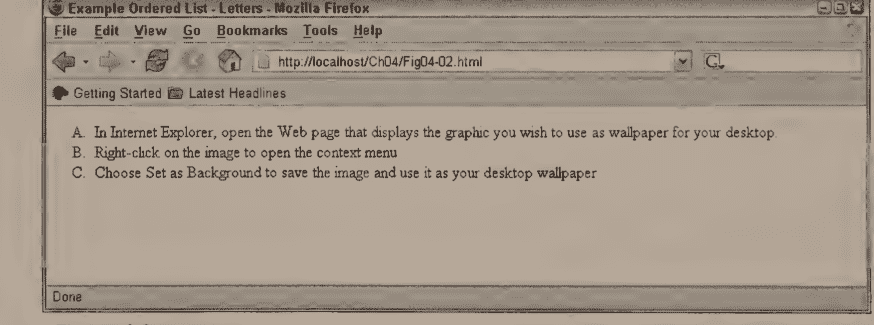 Example Ordered List - Letters - Mozilla Firefox
File Edit View Go Bookmarks Tools Help
http://localhost/Ch04/Fig04-02.html G
Getting Started Latest Headlines
A. In Internet Explorer, open the Web page that displays the graphic you wish to use as wallpaper for your desktop.
B. Right-click on the image to open the context menu
C. Choose Set as Background to save the image and use it as your desktop wallpaper
Done